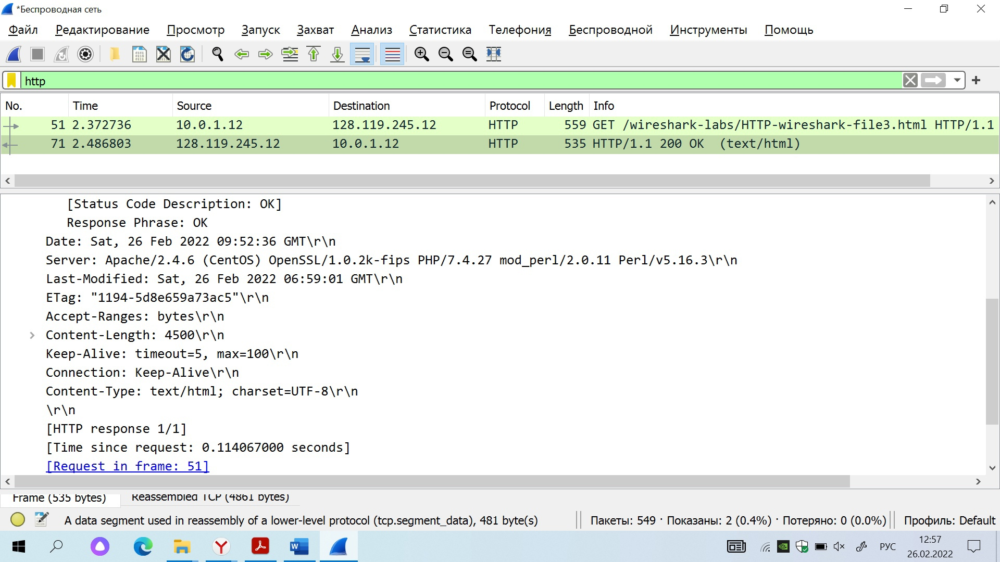 *Беспроводная сеть
Файл Редактирование Просмотр Запуск Захват Анализ Статистика Телефония Беспроводной Инструменты Помощь
http
No. Time Source Destination Protocol Length Info
51 2.372736 10.0.1.12 128.119.245.12 HTTP 559 GET /wireshark-labs/HTTP-wireshark-file3.html HTTP/1.1
71 2.486803 128.119.245.12 10.0.1.12 HTTP 535 HTTP/1.1 200 OK (text/html)
[Status Code Description: OK]
Response Phrase: OK
Date: Sat, 26 Feb 2022 09:52:36 GMT\r\n
Server: Apache/2.4.6 (CentOS) OpenSSL/1.0.2k-fips PHP/7.4.27 mod_perl/2.0.11 Perl/v5.16.3\r\n
Last-Modified: Sat, 26 Feb 2022 06:59:01 GMT\r\n
ETag: "1194-5d8e659a73ac5"\r\n
Accept-Ranges: bytes\r\n
Content-Length: 4500\r\n
Keep-Alive: timeout=5, max=100\r\n
Connection: Keep-Alive\r\n
Content-Type: text/html; charset=UTF-8\r\n
\r\n
[HTTP response 1/1]
[Time since request: 0.114067000 seconds]
[Request in frame: 51]
Frame (535 bytes) Reassembled TCP (4861 bytes)
A data segment used in reassembly of a lower-level protocol (tcp.segment_data), 481 byte(s) Пакеты: 549 · Показаны: 2 (0.4%) · Потеряно: 0 (0.0%) Профиль: Default
РУС 12:57
26.02.2022